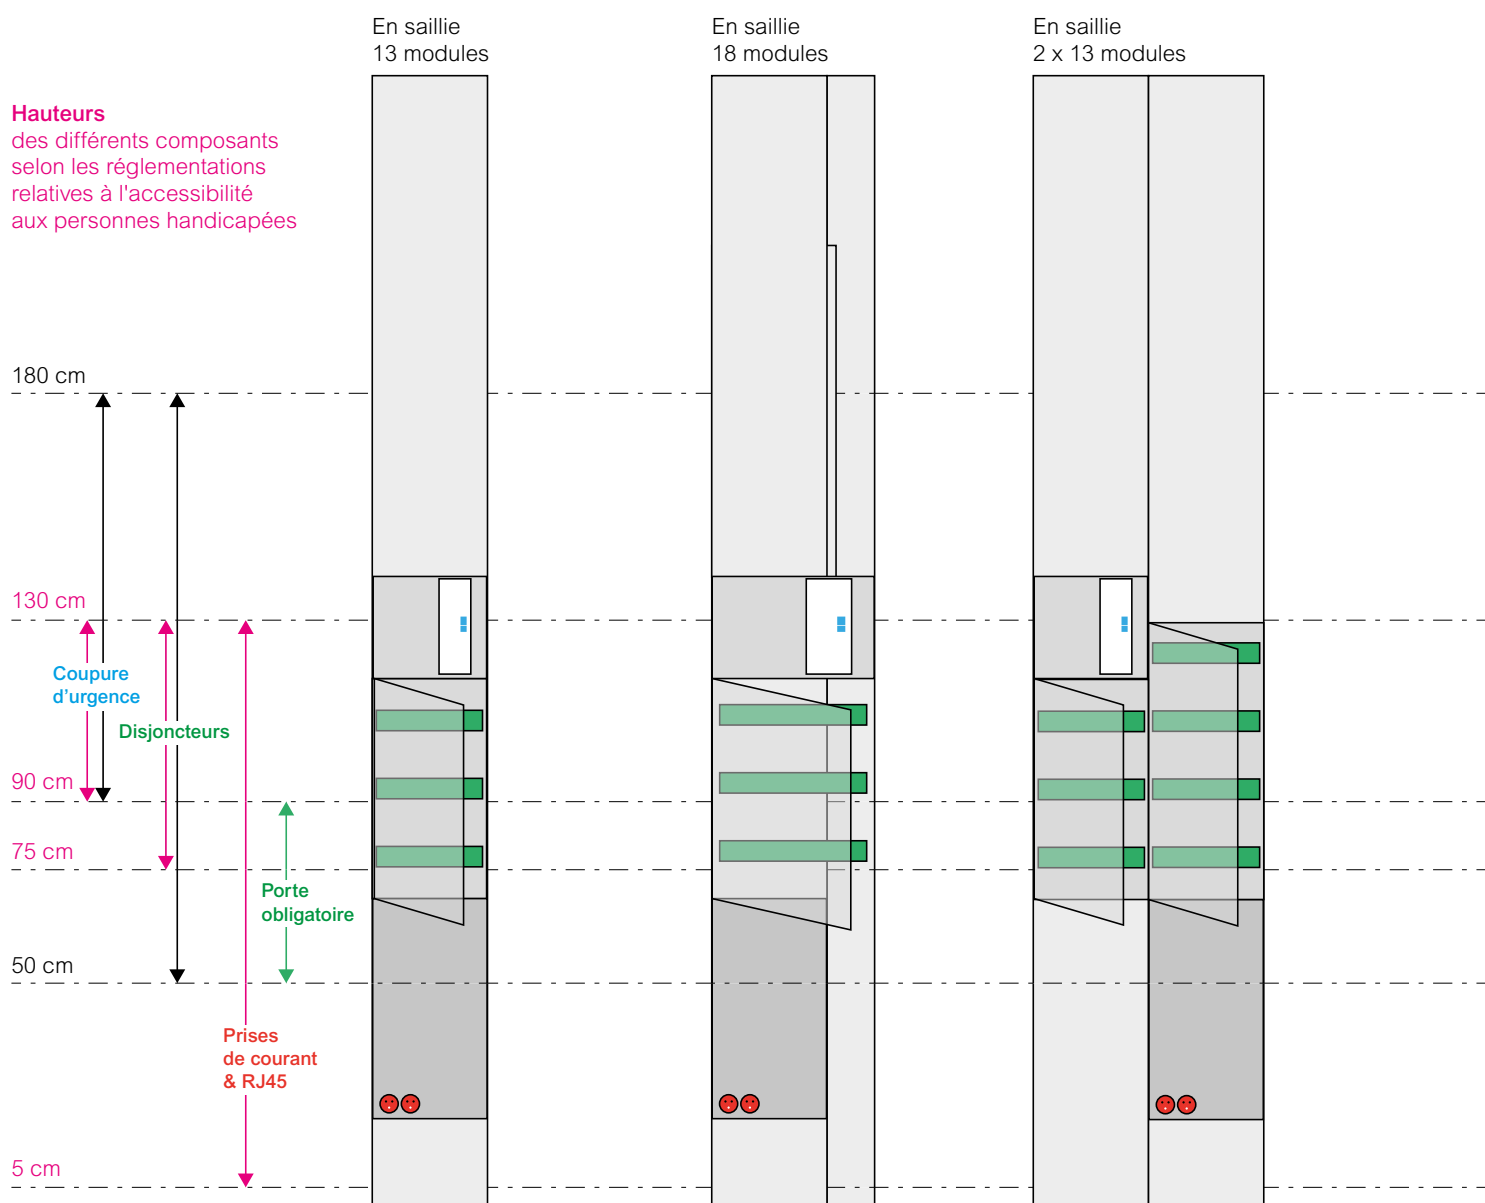 En saillie
13 modules
En saillie
18 modules
En saillie
2 x 13 modules
Hauteurs
des différents composants
selon les réglementations
relatives à l'accessibilité
aux personnes handicapées
180 cm
130 cm
Coupure
d’urgence
Disjoncteurs
90 cm
75 cm
Porte
obligatoire
50 cm
Prises
de courant
& RJ45
5 cm